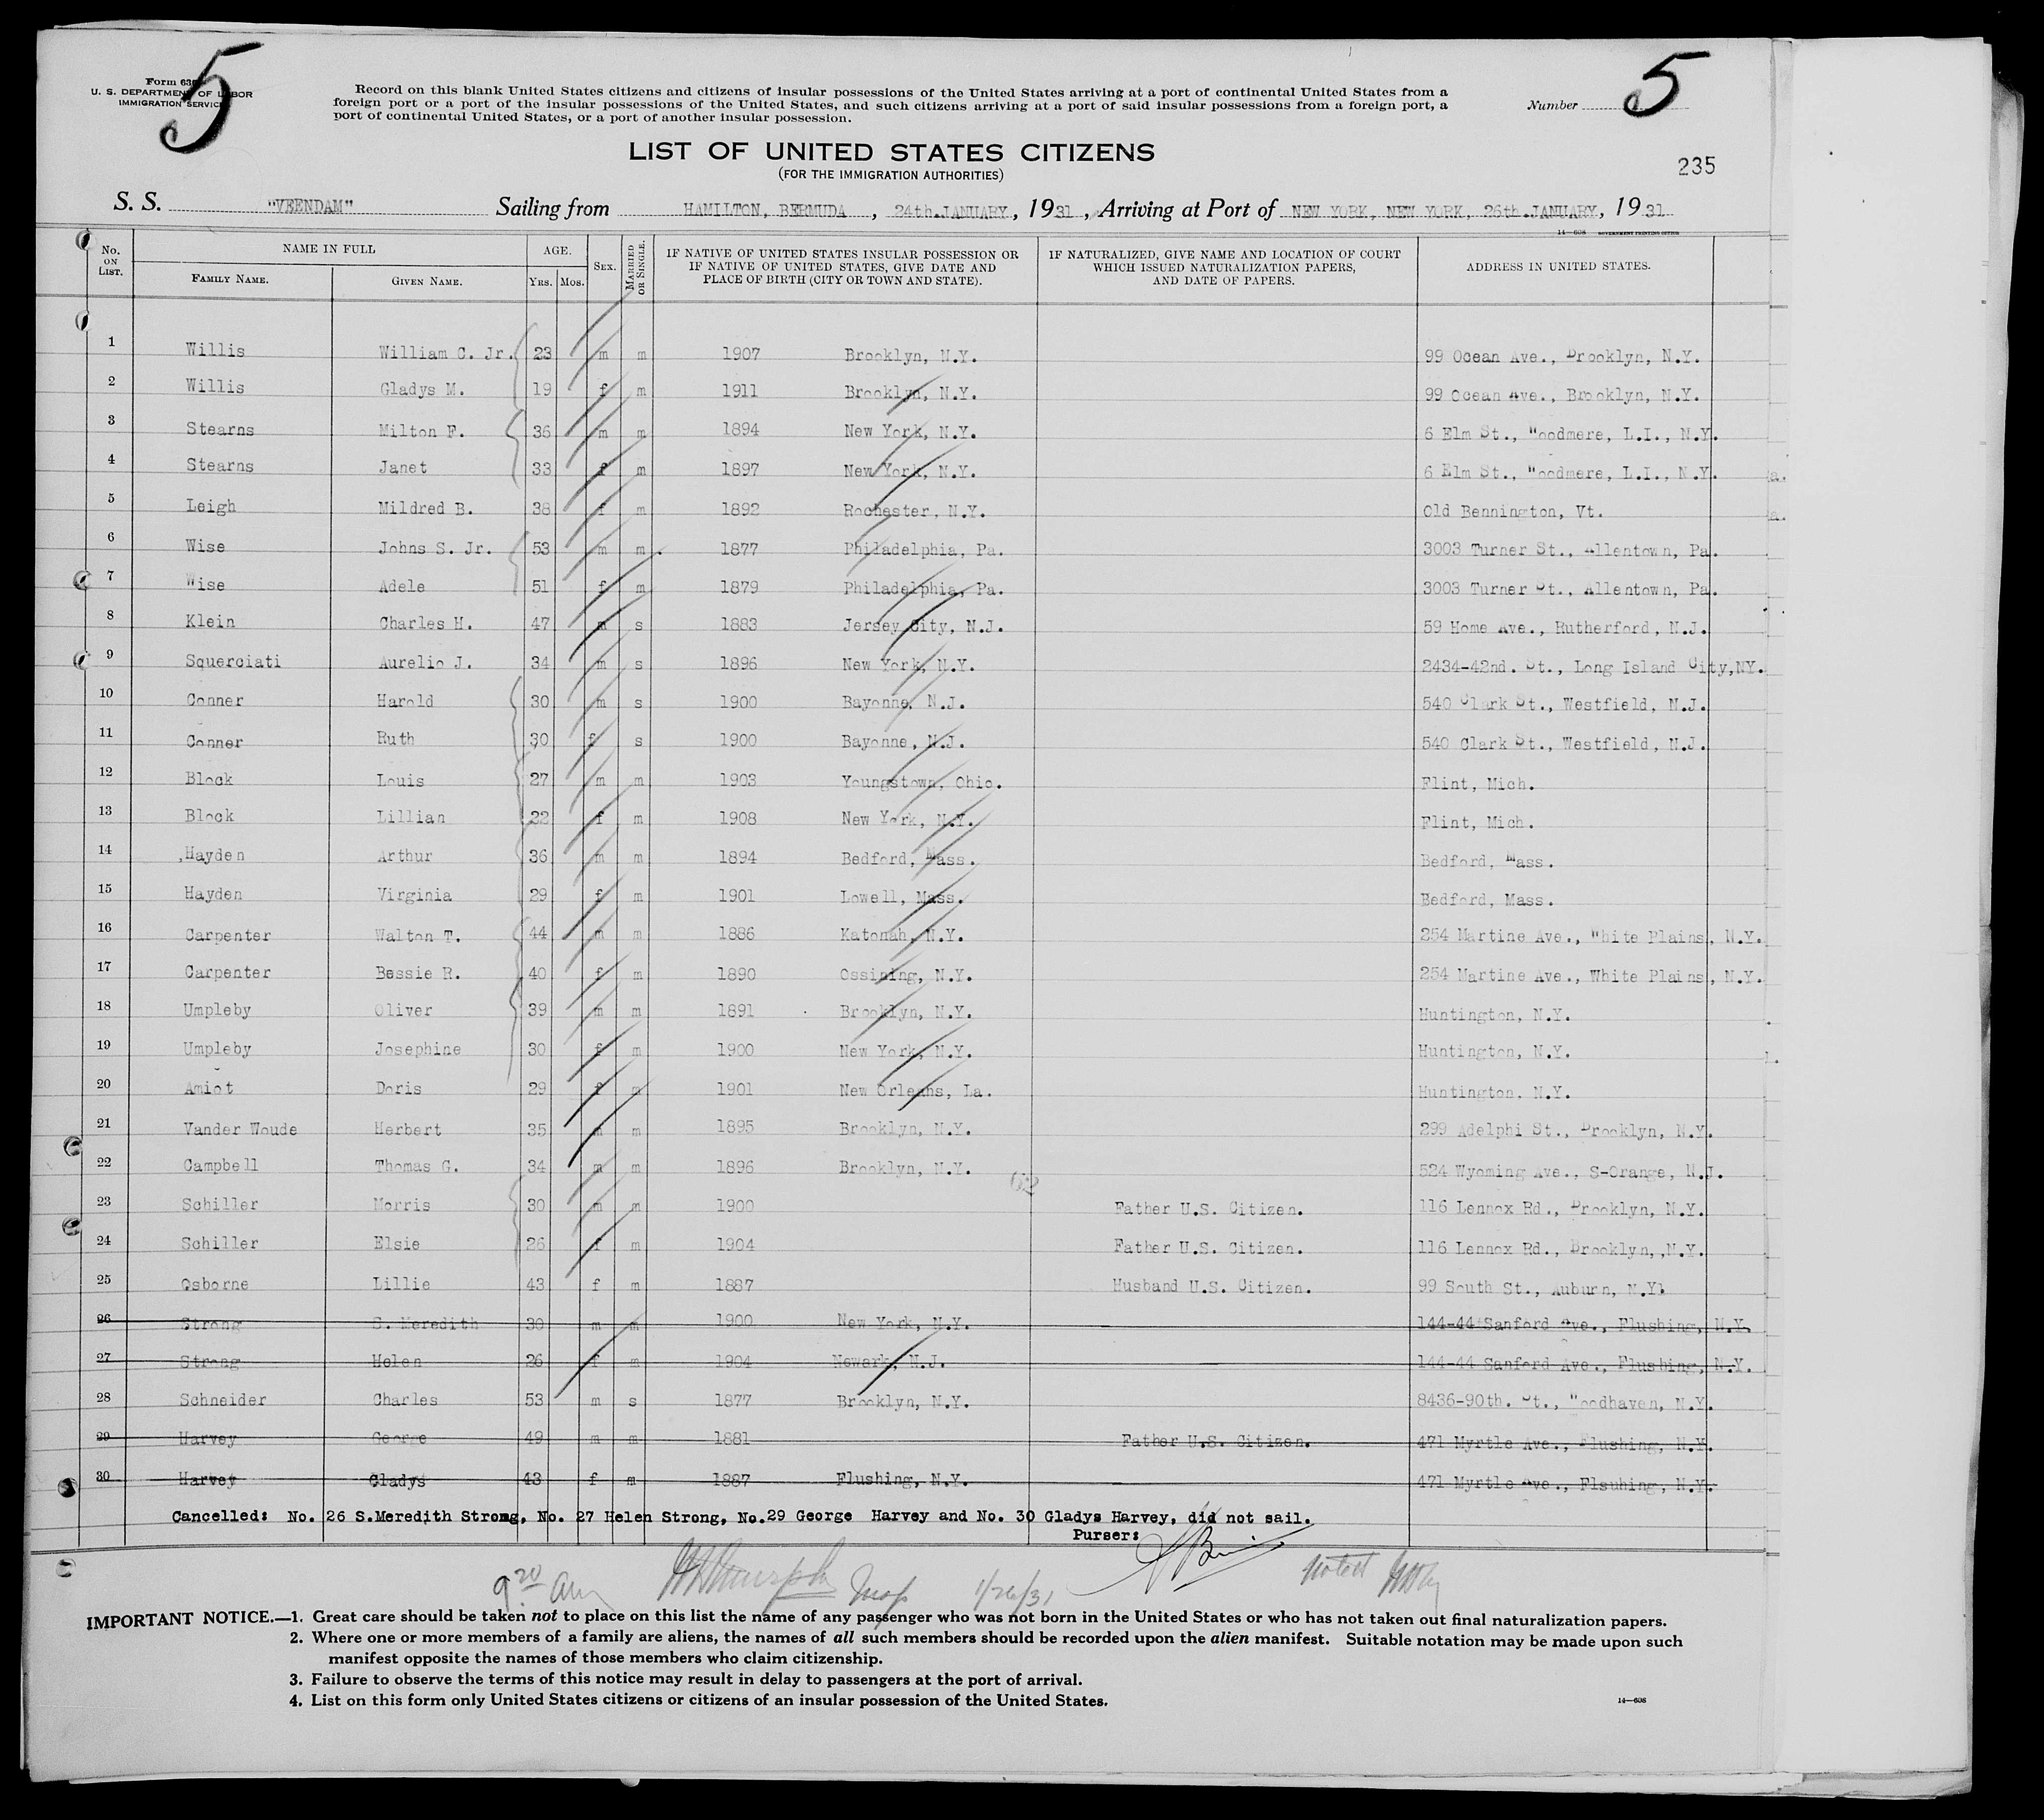 5
5
Form 630
U. S. DEPARTMENT OF LABOR
IMMIGRATION SERVICE
Record on this blank United States citizens and citizens of insular possessions of the United States arriving at a port of continental United States from a
foreign port or a port of the insular possessions of the United States, and such citizens arriving at a port of said insular possessions from a foreign port, a
port of continental United States, or a port of another insular possession.
Number
LIST OF UNITED STATES CITIZENS
(FOR THE IMMIGRATION AUTHORITIES)
235
S. S. "VEENDAM" Sailing from HAMILTON, BERMUDA, 24th.JANUARY, 1931, Arriving at Port of NEW YORK, NEW YORK, 26th.JANUARY, 1931
14—608 GOVERNMENT PRINTING OFFICE
No. ON LIST. NAME IN FULL AGE. SEX. MARRIED OR SINGLE. IF NATIVE OF UNITED STATES INSULAR POSSESSION OR IF NATIVE OF UNITED STATES, GIVE DATE AND PLACE OF BIRTH (CITY OR TOWN AND STATE). IF NATURALIZED, GIVE NAME AND LOCATION OF COURT WHICH ISSUED NATURALIZATION PAPERS, AND DATE OF PAPERS. ADDRESS IN UNITED STATES.
FAMILY NAME. GIVEN NAME. YRS. MOS.
1 Willis William C. Jr. 23 m m 1907 Brooklyn, N.Y. 99 Ocean Ave., Brooklyn, N.Y.
2 Willis Gladys M. 19 f m 1911 Brooklyn, N.Y. 99 Ocean Ave., Brooklyn, N.Y.
3 Stearns Milton F. 36 m m 1894 New York, N.Y. 6 Elm St., Woodmere, L.I., N.Y.
4 Stearns Janet 33 f m 1897 New York, N.Y. 6 Elm St., Woodmere, L.I., N.Y.
5 Leigh Mildred B. 38 f m 1892 Rochester, N.Y. Old Bennington, Vt.
6 Wise Johns S. Jr. 53 m m 1877 Philadelphia, Pa. 3003 Turner St., Allentown, Pa.
7 Wise Adele 51 f m 1879 Philadelphia, Pa. 3003 Turner St., Allentown, Pa.
8 Klein Charles H. 47 m s 1883 Jersey City, N.J. 59 Home Ave., Rutherford, N.J.
9 Squerciati Aurelio J. 34 m s 1896 New York, N.Y. 2434-42nd. St., Long Island City,NY.
10 Conner Harold 30 m s 1900 Bayonne, N.J. 540 Clark St., Westfield, N.J.
11 Conner Ruth 30 f s 1900 Bayonne, N.J. 540 Clark St., Westfield, N.J.
12 Block Louis 27 m m 1903 Youngstown, Ohio. Flint, Mich.
13 Block Lillian 22 f m 1908 New York, N.Y. Flint, Mich.
14 Hayden Arthur 36 m m 1894 Bedford, Mass. Bedford, Mass.
15 Hayden Virginia 29 f m 1901 Lowell, Mass. Bedford, Mass.
16 Carpenter Walton T. 44 m m 1886 Katonah, N.Y. 254 Martine Ave., White Plains, N.Y.
17 Carpenter Bessie R. 40 f m 1890 Ossining, N.Y. 254 Martine Ave., White Plains, N.Y.
18 Umpleby Oliver 39 m m 1891 Brooklyn, N.Y. Huntington, N.Y.
19 Umpleby Josephine 30 f m 1900 New York, N.Y. Huntington, N.Y.
20 Amiot Doris 29 f m 1901 New Orleans, La. Huntington, N.Y.
21 Vander Woude Herbert 35 m m 1895 Brooklyn, N.Y. 299 Adelphi St., Brooklyn, N.Y.
22 Campbell Thomas G. 34 m m 1896 Brooklyn, N.Y. 524 Wyoming Ave., S-Orange, N.J.
23 Schiller Morris 30 m m 1900 Father U.S. Citizen. 116 Lennox Rd., Brooklyn, N.Y.
24 Schiller Elsie 26 f m 1904 Father U.S. Citizen. 116 Lennox Rd., Brooklyn, N.Y.
25 Osborne Lillie 43 f m 1887 Husband U.S. Citizen. 99 South St., Auburn, N.Y.
26 Strong S. Meredith 30 m m 1900 New York, N.Y. 144-44 Sanford Ave., Flushing, N.Y.
27 Strong Helen 26 f m 1904 Newark, N.J. 144-44 Sanford Ave., Flushing, N.Y.
28 Schneider Charles 53 m s 1877 Brooklyn, N.Y. 8436-90th. St., Woodhaven, N.Y.
29 Harvey George 49 m m 1881 Father U.S. Citizen. 471 Myrtle Ave., Flushing, N.Y.
30 Harvey Gladys 43 f m 1887 Flushing, N.Y. 471 Myrtle Ave., Flsuhing, N.Y.
Cancelled: No. 26 S.Meredith Strong, No. 27 Helen Strong, No.29 George Harvey and No. 30 Gladys Harvey, did not sail.
Purser:
9 20 am 1/26/31 Noted
IMPORTANT NOTICE.—1. Great care should be taken not to place on this list the name of any passenger who was not born in the United States or who has not taken out final naturalization papers.
2. Where one or more members of a family are aliens, the names of all such members should be recorded upon the alien manifest. Suitable notation may be made upon such
manifest opposite the names of those members who claim citizenship.
3. Failure to observe the terms of this notice may result in delay to passengers at the port of arrival.
4. List on this form only United States citizens or citizens of an insular possession of the United States.
14—608